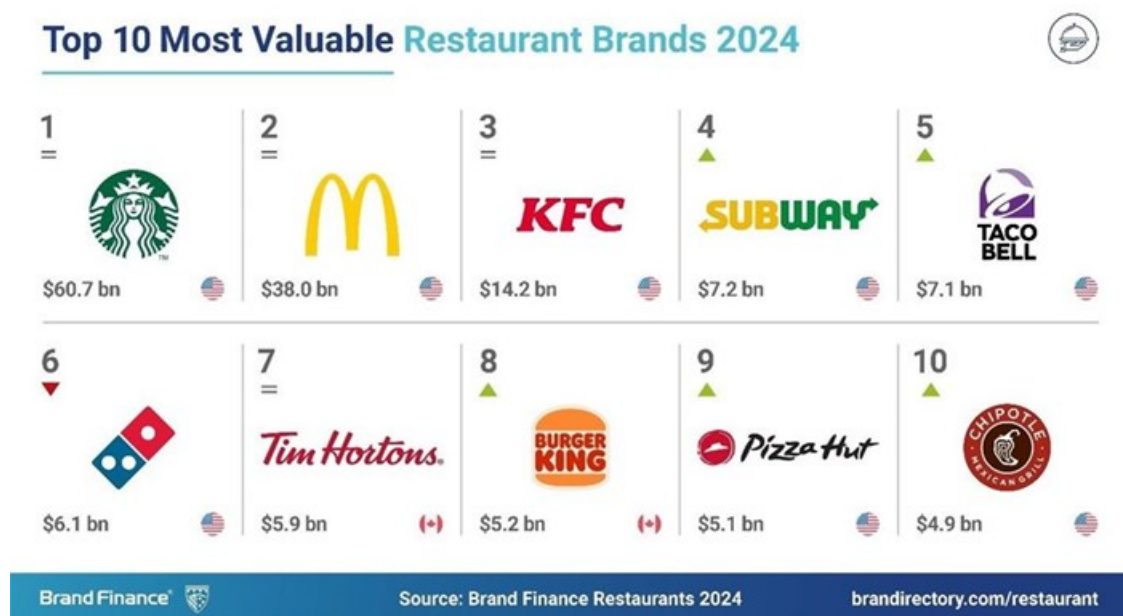 Top 10 Most Valuable Restaurant Brands 2024
1
=
$60.7 bn
TM
2
=
$38.0 bn
3
=
KFC
$14.2 bn
4
SUBWAY
$7.2 bn
5
TACO
BELL
$7.1 bn
6
$6.1 bn
7
=
Tim Hortons.
$5.9 bn
8
BURGER
KING
$5.2 bn
9
Pizza Hut
$5.1 bn
10
CHIPOTLE
MEXICAN GRILL
$4.9 bn
Brand Finance®
Source: Brand Finance Restaurants 2024
brandirectory.com/restaurant